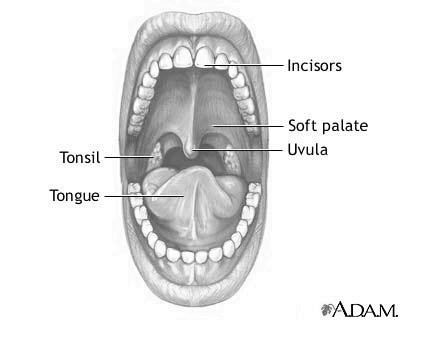 Incisors
Soft palate
Uvula
Tonsil
Tongue
A.D.A.M.